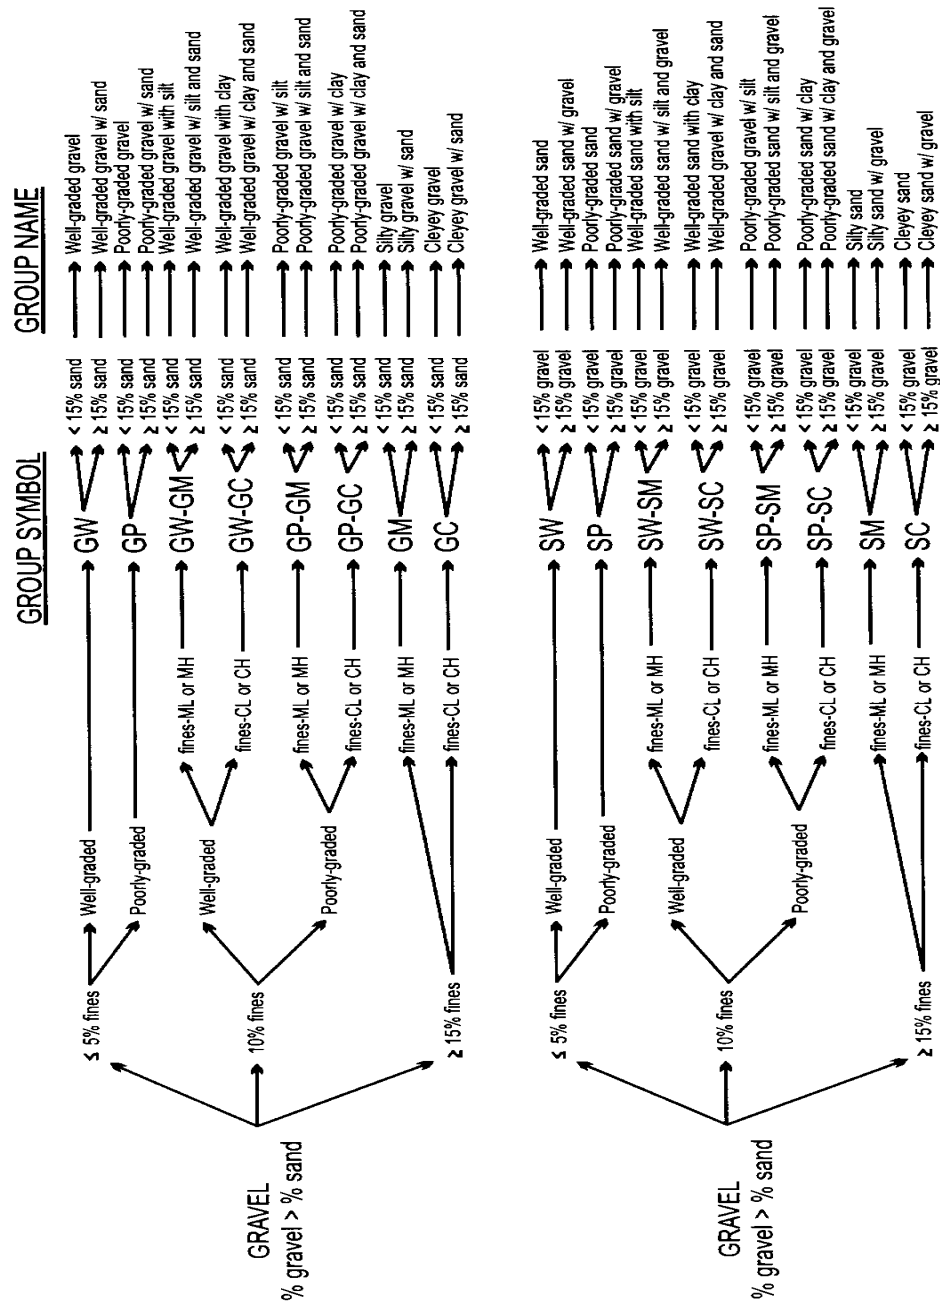 GROUP SYMBOL
GROUP NAME
GRAVEL
% gravel > % sand
≤ 5% fines
Well-graded
GW
< 15% sand
Well-graded gravel
≥ 15% sand
Well-graded gravel w/ sand
Poorly-graded
GP
< 15% sand
Poorly-graded gravel
≥ 15% sand
Poorly-graded gravel w/ sand
10% fines
Well-graded
fines-ML or MH
GW-GM
< 15% sand
Well-graded gravel with silt
≥ 15% sand
Well-graded gravel w/ silt and sand
fines-CL or CH
GW-GC
< 15% sand
Well-graded gravel with clay
≥ 15% sand
Well-graded gravel w/ clay and sand
Poorly-graded
fines-ML or MH
GP-GM
< 15% sand
Poorly-graded gravel w/ silt
≥ 15% sand
Poorly-graded gravel w/ silt and sand
fines-CL or CH
GP-GC
< 15% sand
Poorly-graded gravel w/ clay
≥ 15% sand
Poorly-graded gravel w/ clay and sand
≥ 15% fines
fines-ML or MH
GM
< 15% sand
Silty gravel
≥ 15% sand
Silty gravel w/ sand
fines-CL or CH
GC
< 15% sand
Cleyey gravel
≥ 15% sand
Cleyey gravel w/ sand
GRAVEL
% gravel > % sand
≤ 5% fines
Well-graded
SW
< 15% gravel
Well-graded sand
≥ 15% gravel
Well-graded sand w/ gravel
Poorly-graded
SP
< 15% gravel
Poorly-graded sand
≥ 15% gravel
Poorly-graded sand w/ gravel
10% fines
Well-graded
fines-ML or MH
SW-SM
< 15% gravel
Well-graded sand with silt
≥ 15% gravel
Well-graded sand w/ silt and gravel
fines-CL or CH
SW-SC
< 15% gravel
Well-graded sand with clay
≥ 15% gravel
Well-graded gravel w/ clay and sand
Poorly-graded
fines-ML or MH
SP-SM
< 15% gravel
Poorly-graded gravel w/ silt
≥ 15% gravel
Poorly-graded sand w/ silt and gravel
fines-CL or CH
SP-SC
< 15% gravel
Poorly-graded sand w/ clay
≥ 15% gravel
Poorly-graded sand w/ clay and gravel
≥ 15% fines
fines-ML or MH
SM
< 15% gravel
Silty sand
≥ 15% gravel
Silty sand w/ gravel
fines-CL or CH
SC
< 15% gravel
Cleyey sand
≥ 15% gravel
Cleyey sand w/ gravel